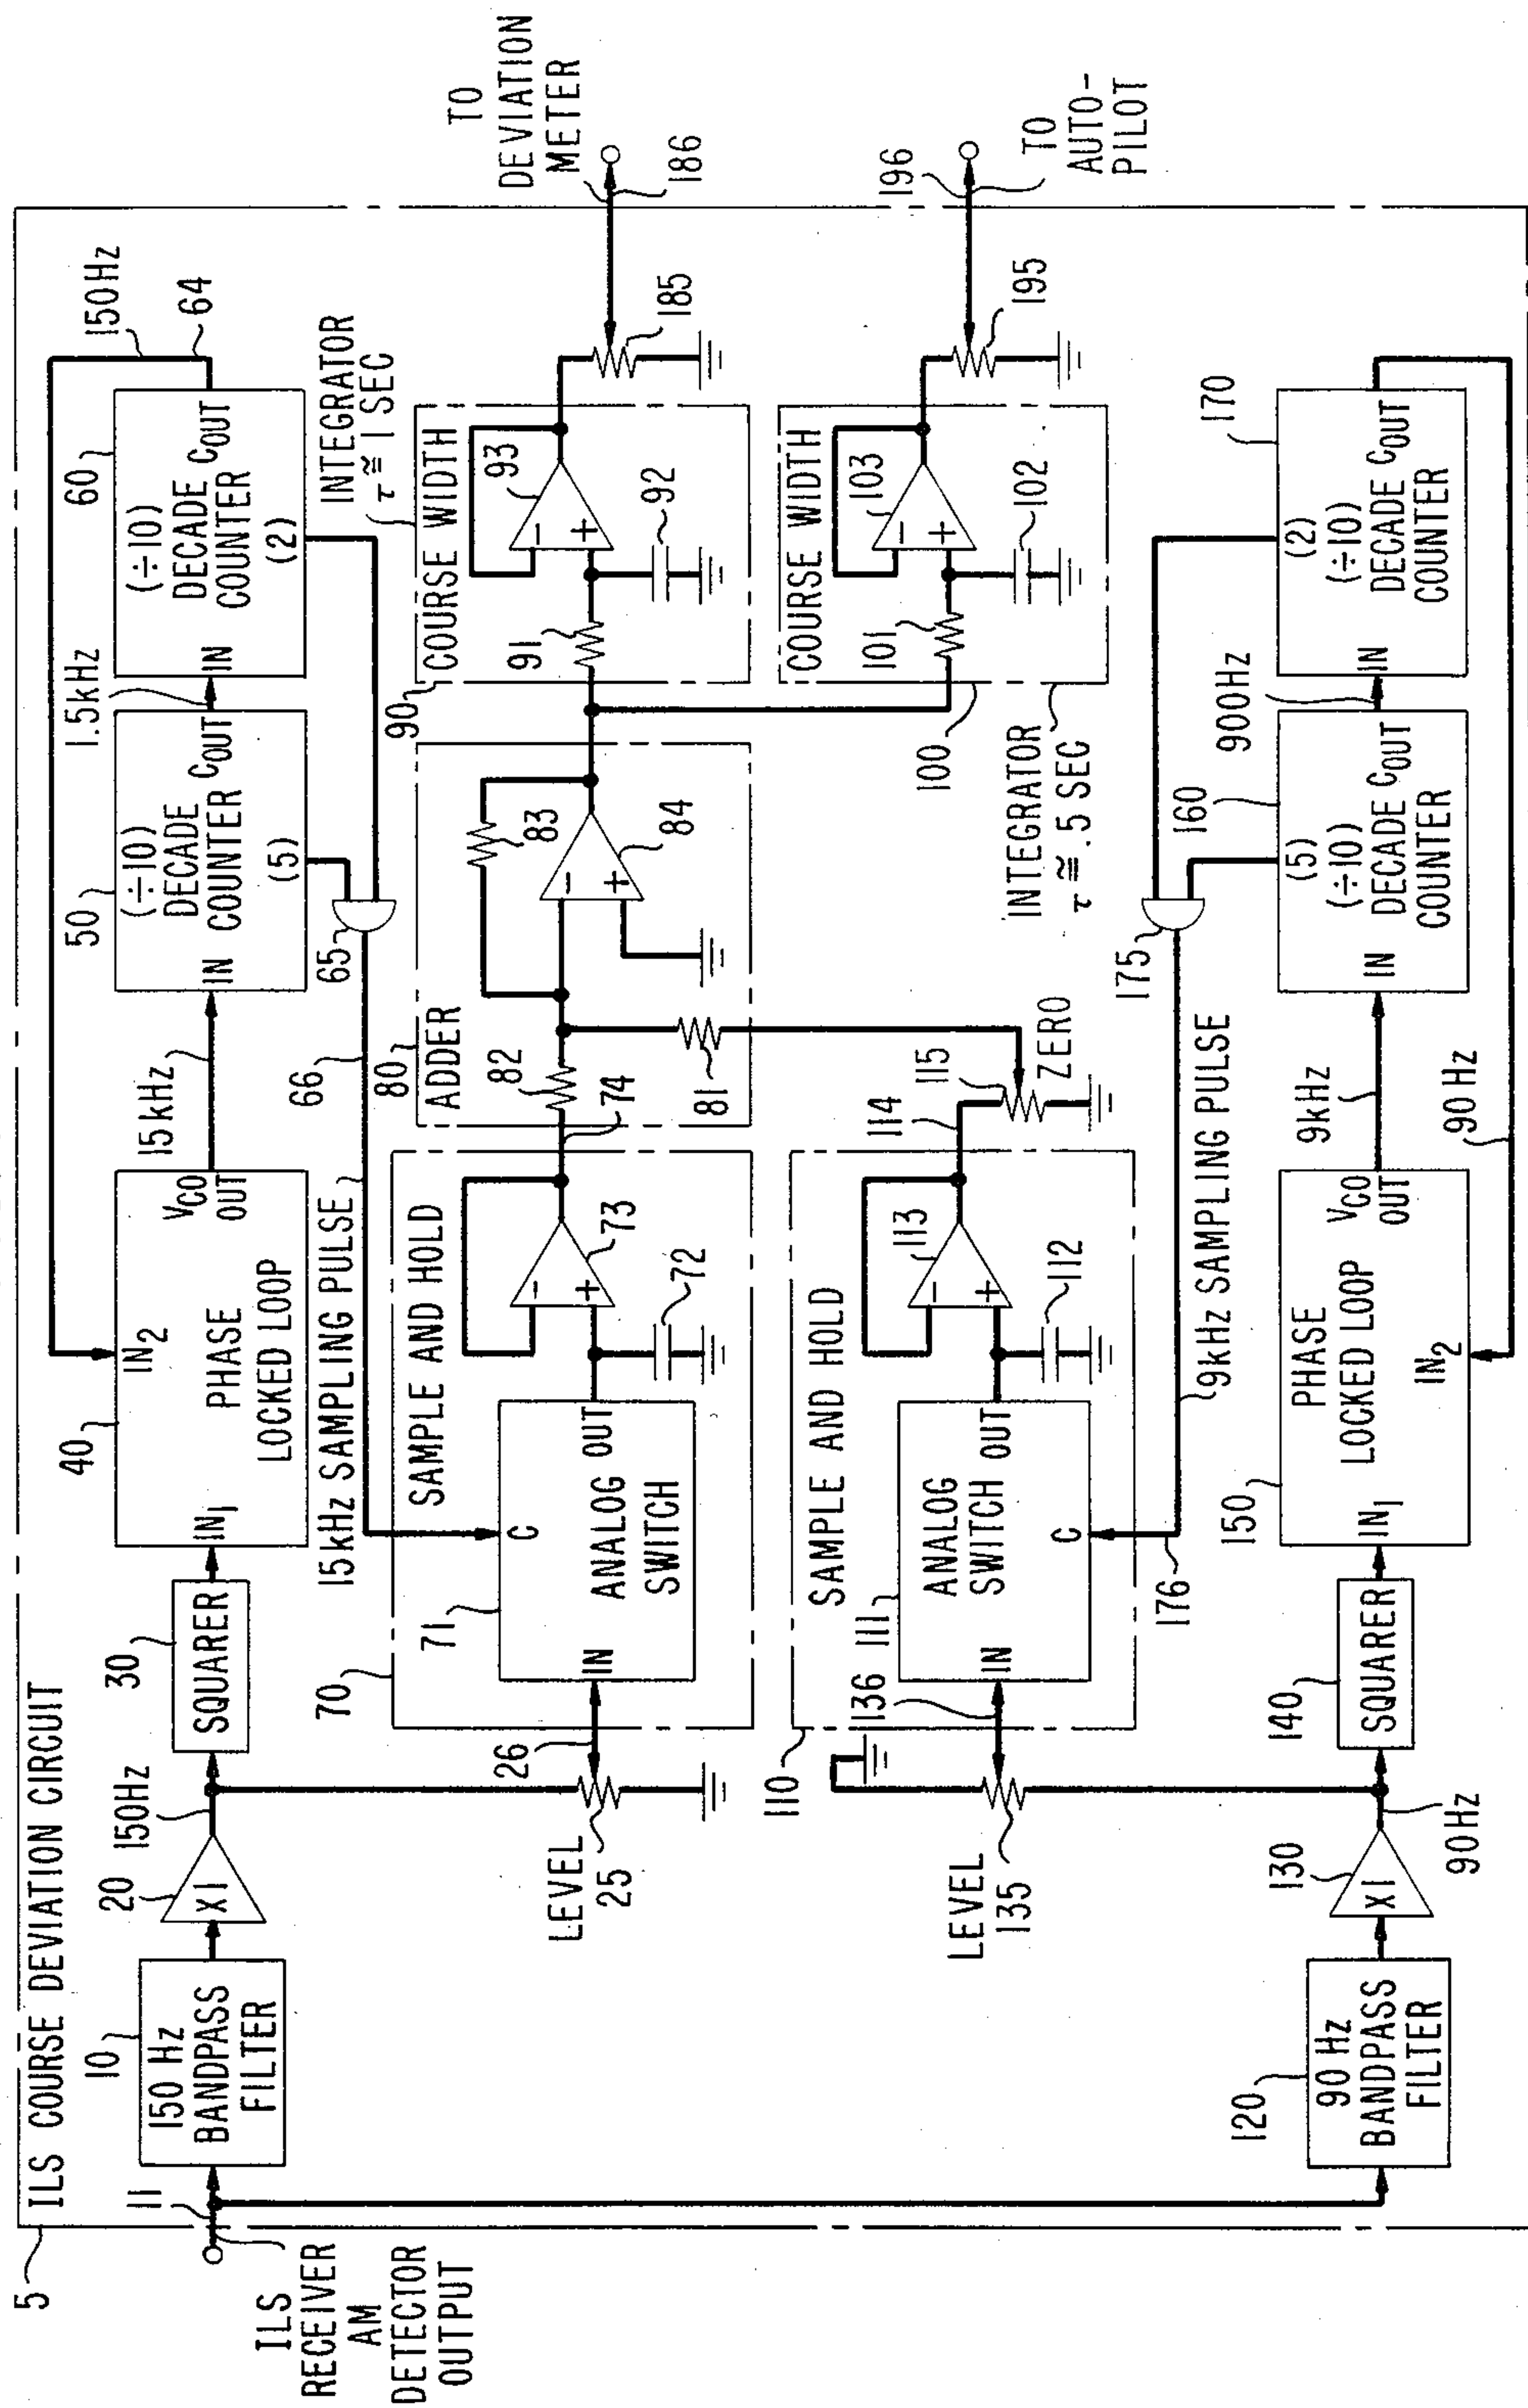 5
ILS COURSE DEVIATION CIRCUIT
ILS
RECEIVER
AM
DETECTOR
OUTPUT
11
10
150 Hz
BANDPASS
FILTER
20
X1
150Hz
30
SQUARER
40
IN1
IN2
PHASE
LOCKED LOOP
VCO
OUT
15kHz
50
(÷10)
DECADE
IN COUNTER COUT
(5)
1.5kHz
60
(÷10)
DECADE COUT
COUNTER
IN
(2)
150Hz
64
65
66
15kHz SAMPLING PULSE
LEVEL
25
26
70
SAMPLE AND HOLD
71
C
IN
OUT
ANALOG
SWITCH
72
73
74
80
ADDER
82
81
83
84
90
COURSE WIDTH
91
92
93
INTEGRATOR
τ ≅ 1 SEC
185
TO
DEVIATION
METER
186
LEVEL
135
136
110
SAMPLE AND HOLD
111
ANALOG
SWITCH
IN
OUT
C
112
113
114
115
ZERO
100
COURSE WIDTH
101
102
103
INTEGRATOR
τ ≅ .5 SEC
195
196
TO
AUTO-
PILOT
176
9kHz SAMPLING PULSE
175
120
90 Hz
BANDPASS
FILTER
130
X1
90Hz
140
SQUARER
150
IN1
PHASE
LOCKED LOOP
IN2
VCO
OUT
9kHz
90Hz
160
(5)
(÷10)
DECADE COUT
COUNTER
IN
900Hz
170
(2)
(÷10)
DECADE COUT
COUNTER
IN